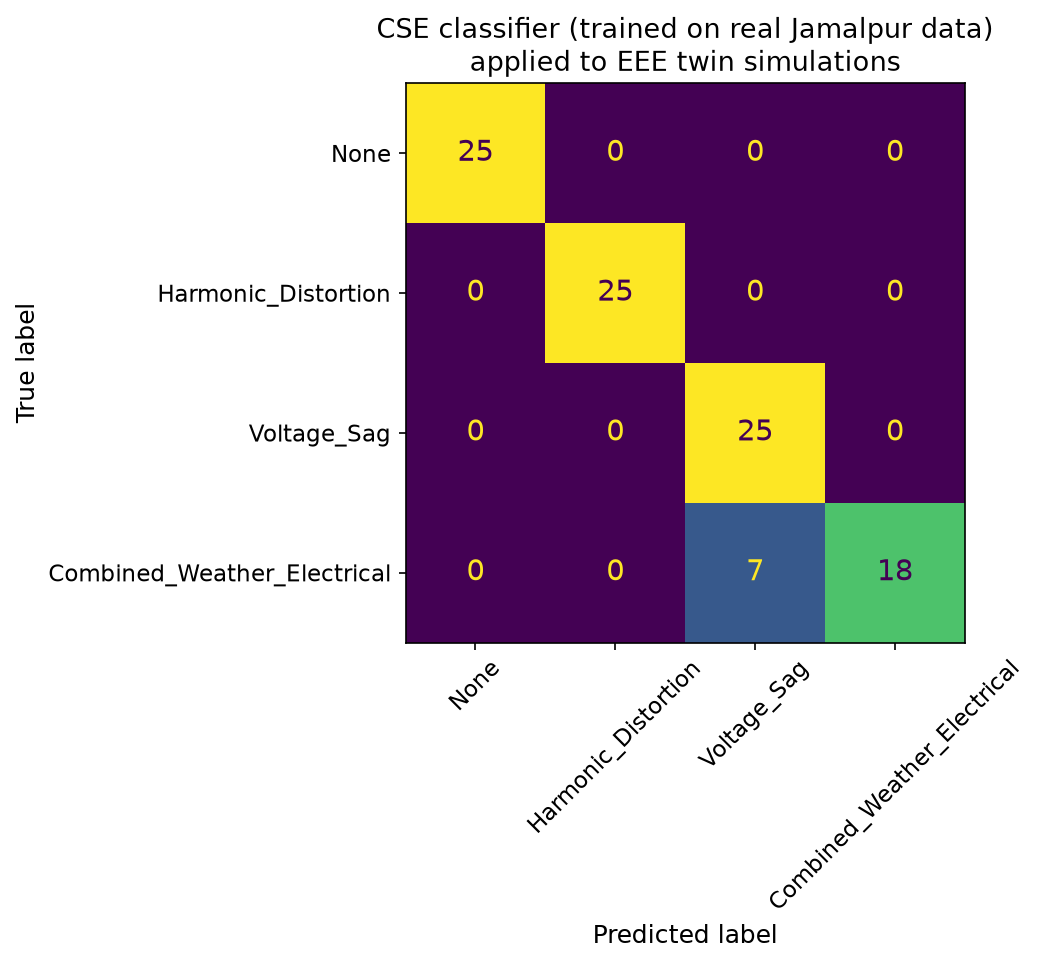 CSE classifier (trained on real Jamalpur data)
applied to EEE twin simulations
True label
None 25 0 0 0
Harmonic_Distortion 0 25 0 0
Voltage_Sag 0 0 25 0
Combined_Weather_Electrical 0 0 7 18
None Harmonic_Distortion Voltage_Sag Combined_Weather_Electrical
Predicted label